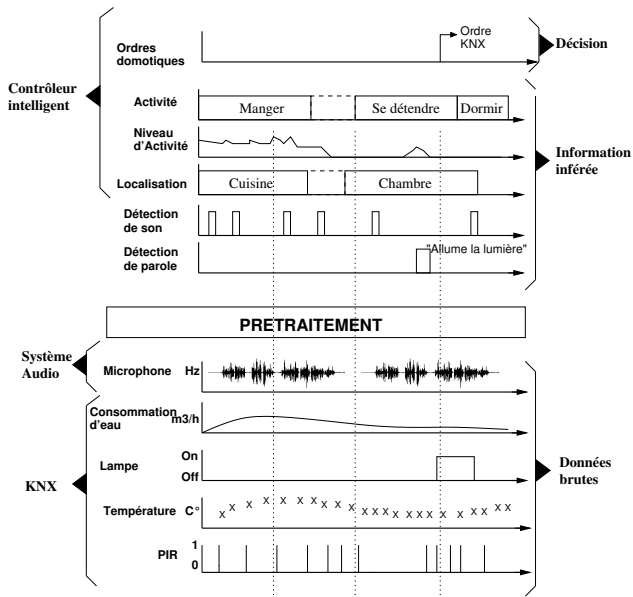 Ordres
domotiques
Ordre
KNX
Décision
Contrôleur
intelligent
Activité
Manger
Se détendre
Dormir
Niveau
d'Activité
Information
inférée
Localisation
Cuisine
Chambre
Détection
de son
Détection
de parole
"Allume la lumière"
PRETRAITEMENT
Système
Audio
Microphone Hz
Consommation
d'eau m3/h
Lampe
On
Off
Données
brutes
KNX
Température C°
x x x x x x x x x x x x x x x x x x x x x x x x
PIR
1
0